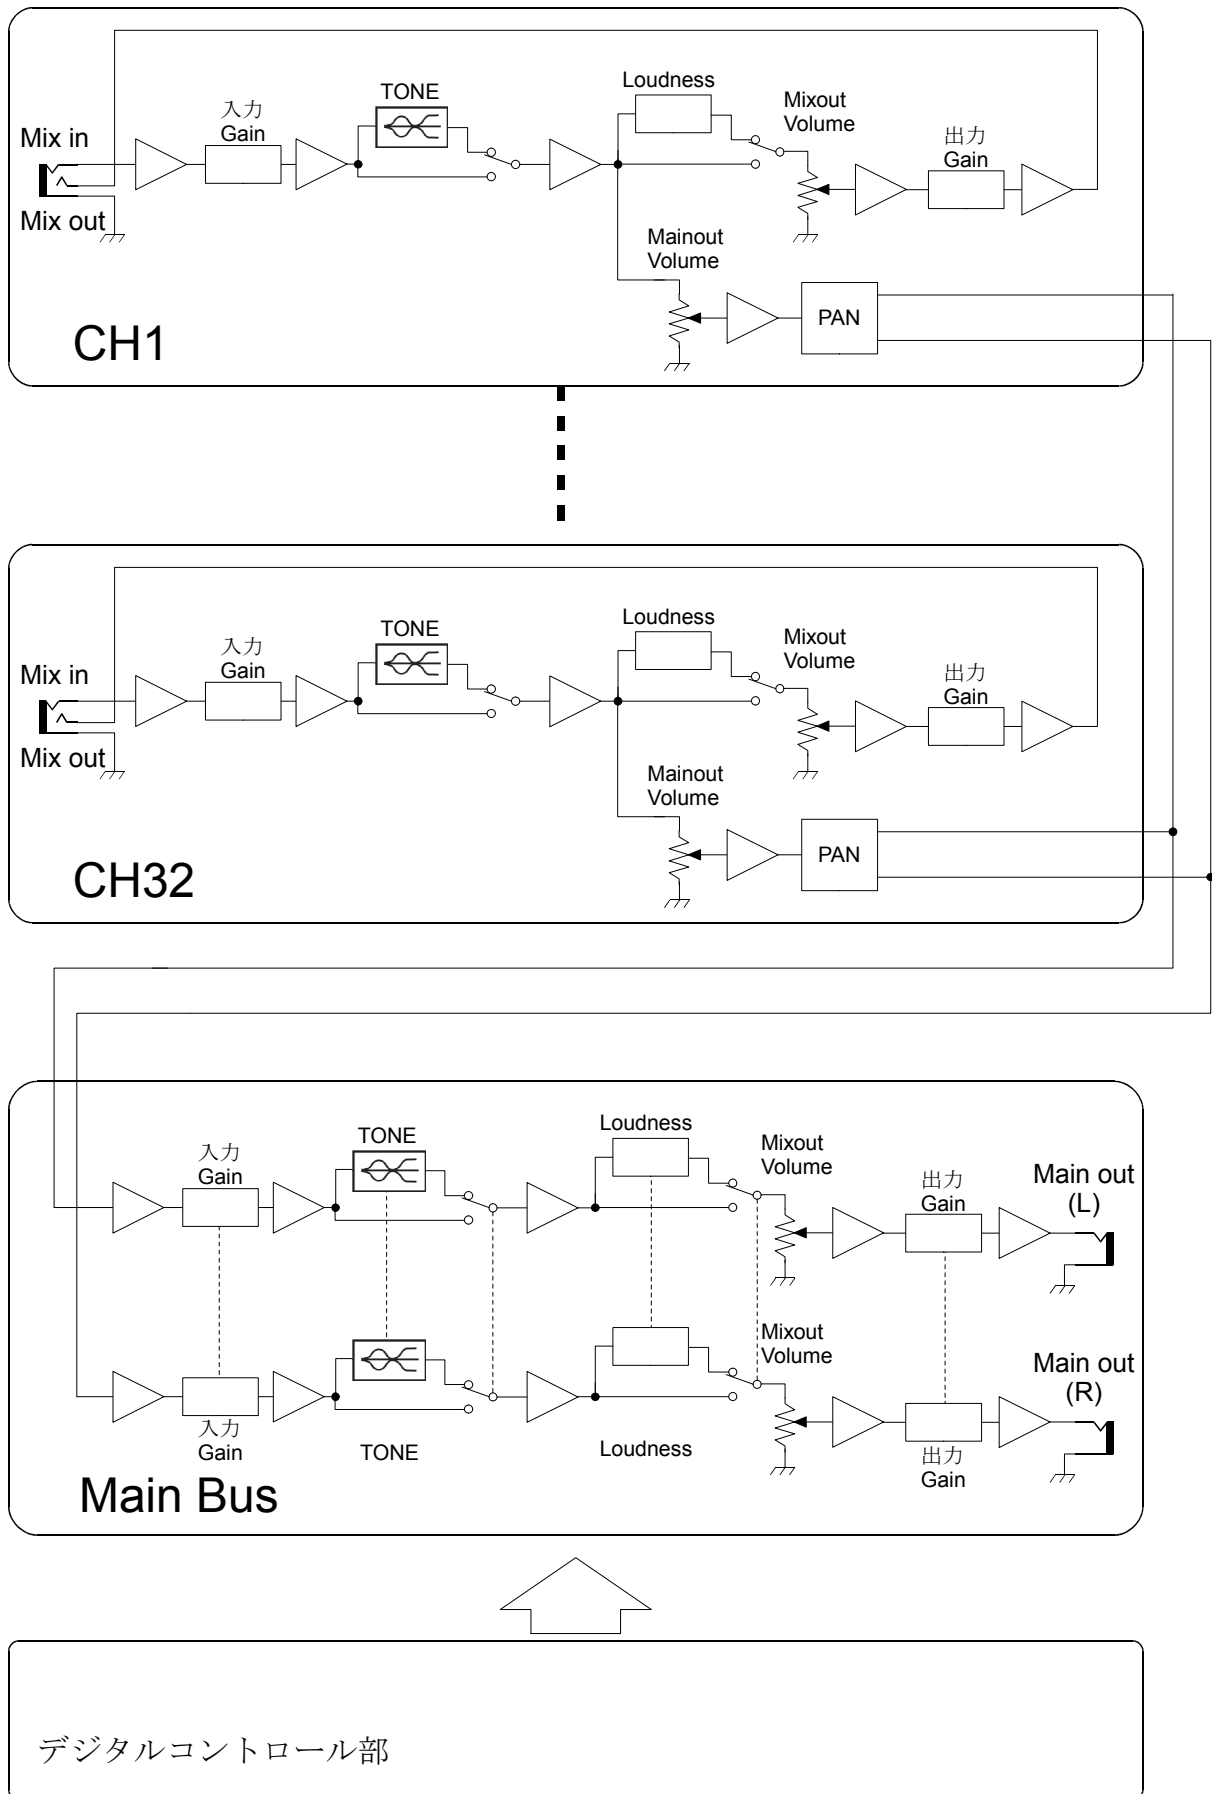 Loudness
TONE
Mixout
Volume
入力
Gain
Mix in
出力
Gain
Mix out
Mainout
Volume
PAN
CH1
Loudness
TONE
Mixout
Volume
入力
Gain
Mix in
出力
Gain
Mix out
Mainout
Volume
PAN
CH32
Loudness
TONE
Mixout
Volume
入力
Gain
出力
Gain
Main out
(L)
Mixout
Volume
Main out
(R)
入力
Gain
TONE
Loudness
出力
Gain
Main Bus
デジタルコントロール部